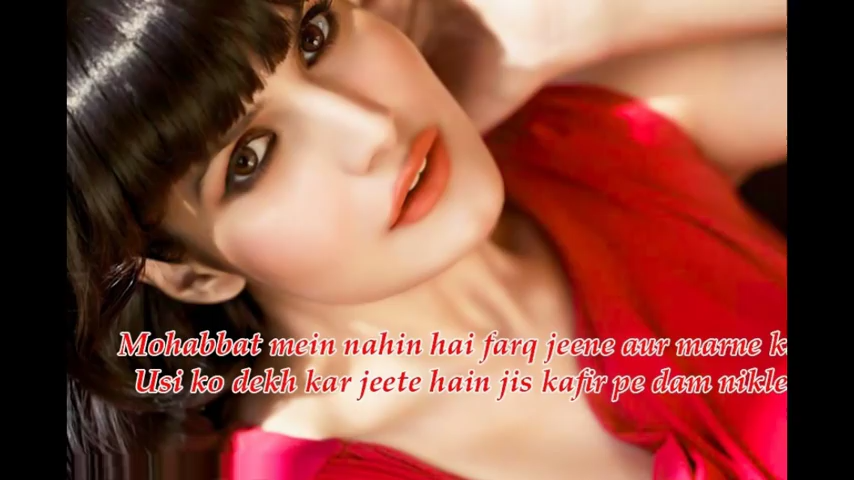 Mohabbat mein nahin hai farq jeene aur marne k
Usi ko dekh kar jeete hain jis kafir pe dam nikle